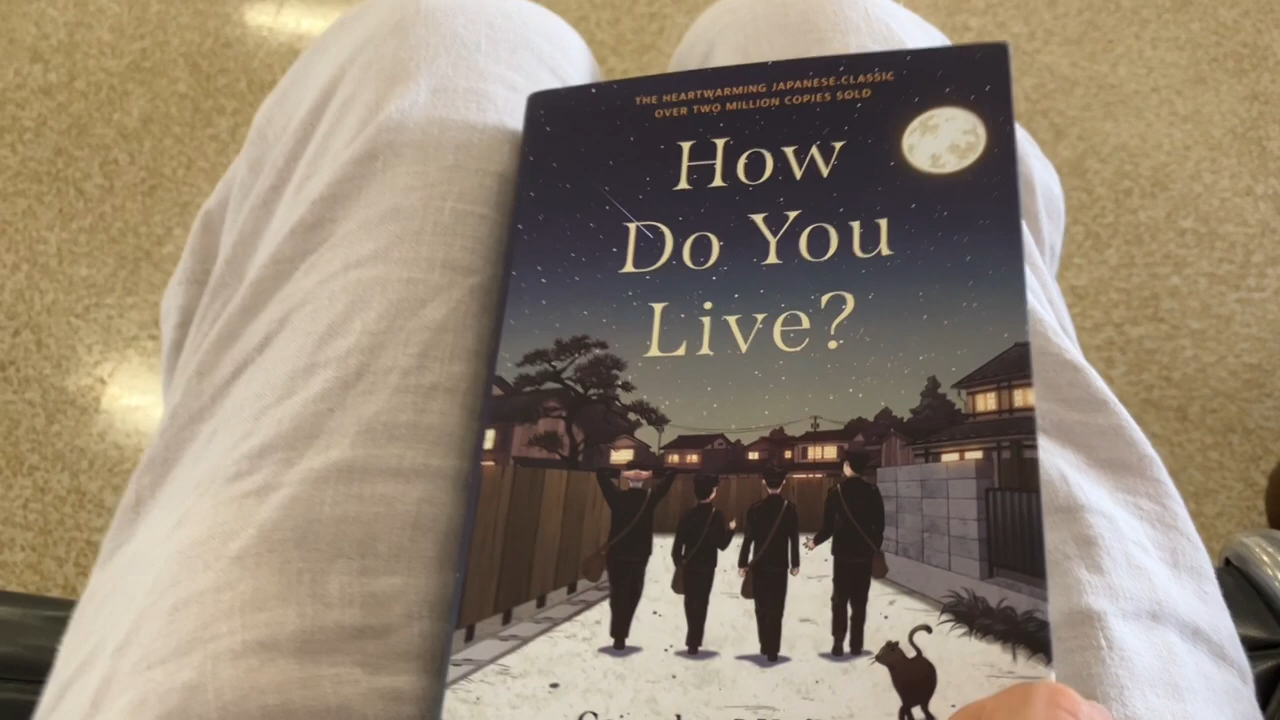 THE HEARTWARMING JAPANESE CLASSIC
OVER TWO MILLION COPIES SOLD
How
Do You
Live?